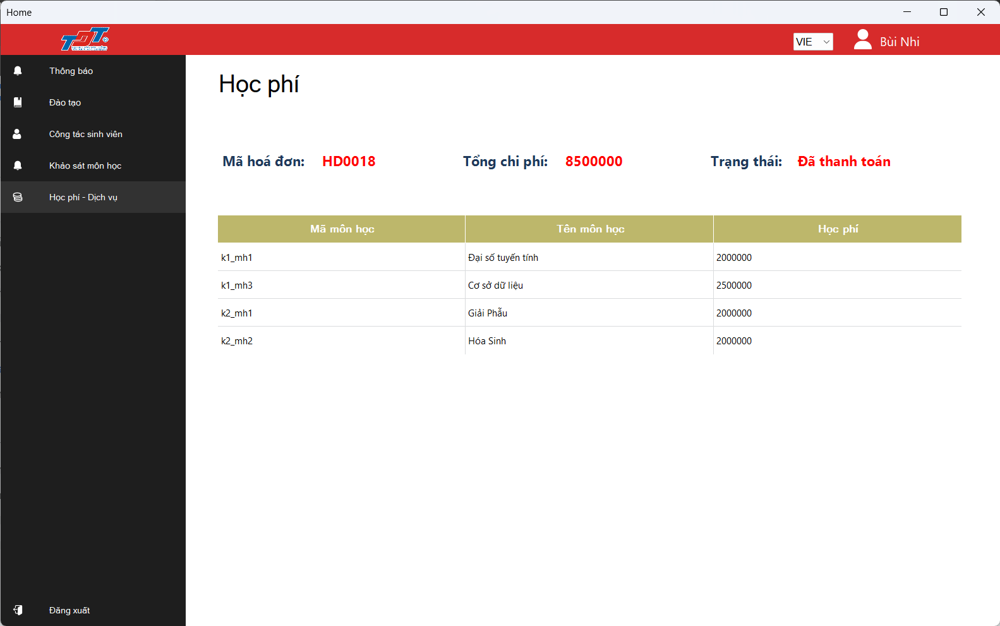 Home
TDT
VIE
Bùi Nhi
Thông báo
Đào tạo
Công tác sinh viên
Khảo sát môn học
Học phí - Dịch vụ
Đăng xuất
Học phí
Mã hoá đơn: HD0018 Tổng chi phí: 8500000 Trạng thái: Đã thanh toán
Mã môn học Tên môn học Học phí
k1_mh1 Đại số tuyến tính 2000000
k1_mh3 Cơ sở dữ liệu 2500000
k2_mh1 Giải Phẫu 2000000
k2_mh2 Hóa Sinh 2000000